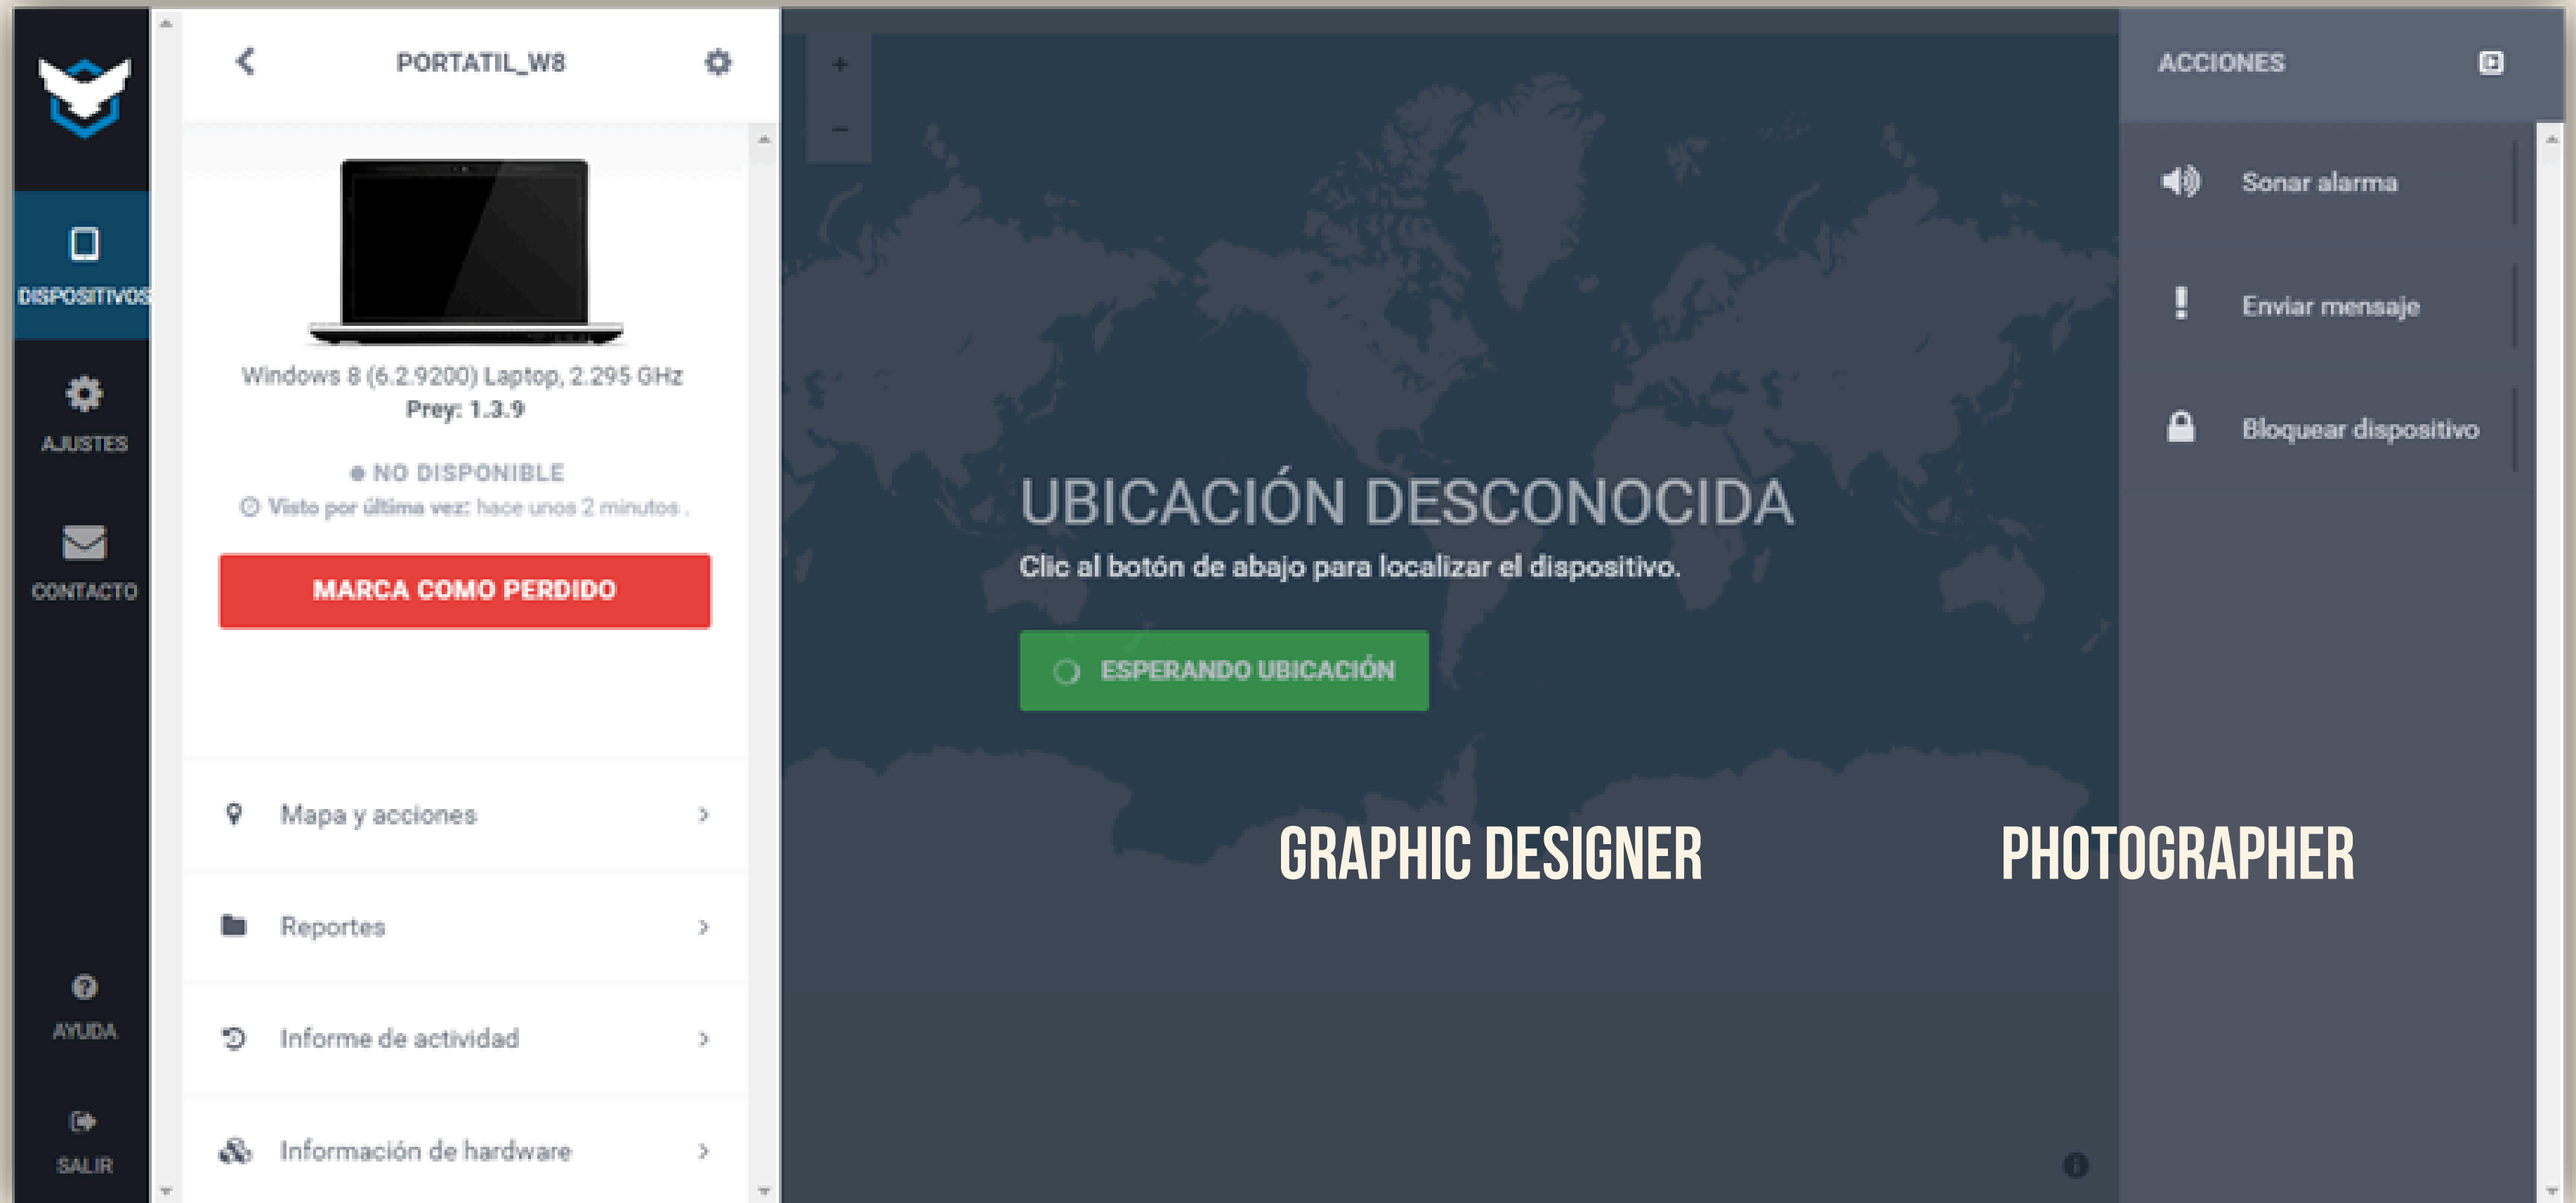 DISPOSITIVOS
AJUSTES
CONTACTO
AYUDA
SALIR
PORTATIL_W8
Windows 8 (6.2.9200) Laptop, 2.295 GHz
Prey: 1.3.9
NO DISPONIBLE
Visto por última vez: hace unos 2 minutos .
MARCA COMO PERDIDO
Mapa y acciones
Reportes
Informe de actividad
Información de hardware
+
−
UBICACIÓN DESCONOCIDA
Clic al botón de abajo para localizar el dispositivo.
ESPERANDO UBICACIÓN
GRAPHIC DESIGNER
PHOTOGRAPHER
ACCIONES
Sonar alarma
Enviar mensaje
Bloquear dispositivo